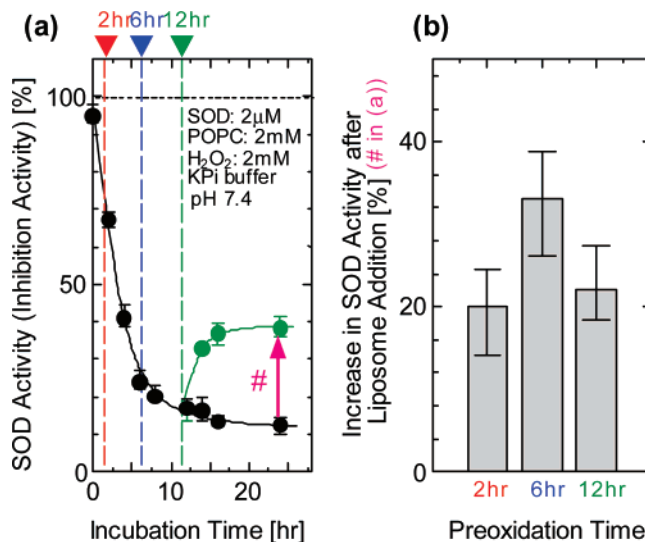 (a)
2hr 6hr 12hr
SOD Activity (Inhibition Activity) [%]
100
50
0
SOD: 2μM
POPC: 2mM
H2O2: 2mM
KPi buffer
pH 7.4
#
0 10 20
Incubation Time [hr]
(b)
Increase in SOD Activity after
Liposome Addition [%] (# in (a))
40
20
0
2hr 6hr 12hr
Preoxidation Time